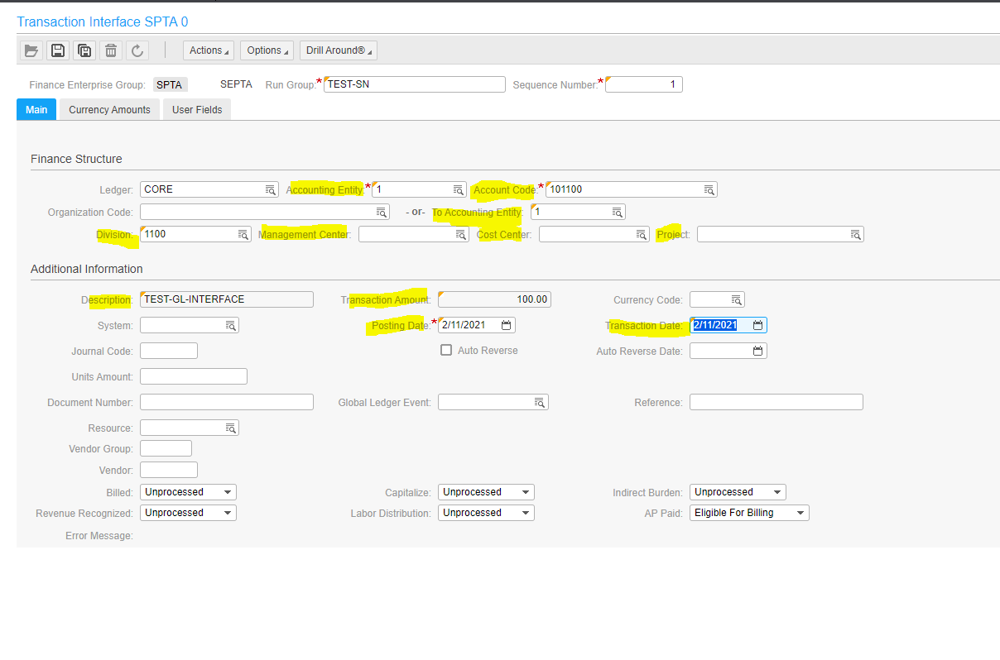 Transaction Interface SPTA 0
Actions Options Drill Around®
Finance Enterprise Group: SPTA SEPTA Run Group:* TEST-SN Sequence Number:* 1
Main Currency Amounts User Fields
Finance Structure
Ledger: CORE Accounting Entity:* 1 Account Code:* 101100
Organization Code: - or- To Accounting Entity: 1
Division: 1100 Management Center: Cost Center: Project:
Additional Information
Description: TEST-GL-INTERFACE Transaction Amount: 100.00 Currency Code:
System: Posting Date:* 2/11/2021 Transaction Date: 2/11/2021
Journal Code: Auto Reverse Auto Reverse Date:
Units Amount:
Document Number: Global Ledger Event: Reference:
Resource:
Vendor Group:
Vendor:
Billed: Unprocessed Capitalize: Unprocessed Indirect Burden: Unprocessed
Revenue Recognized: Unprocessed Labor Distribution: Unprocessed AP Paid: Eligible For Billing
Error Message: